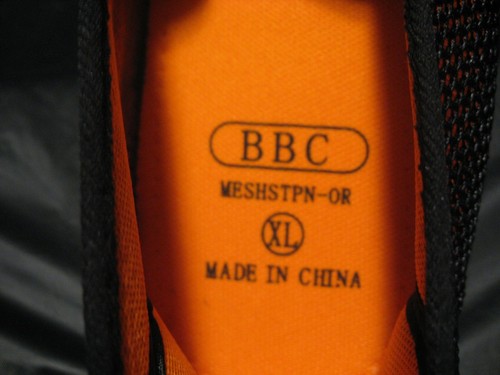 BBC
MESHSTPN-OR
XL
MADE IN CHINA